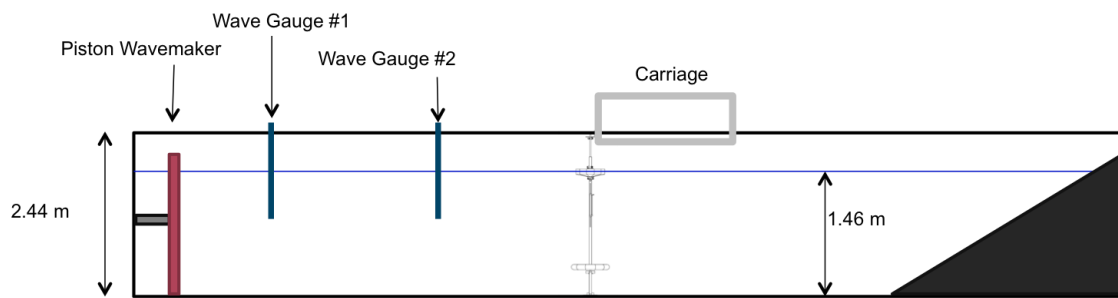 Wave Gauge #1
Piston Wavemaker
Wave Gauge #2
Carriage
2.44 m
1.46 m